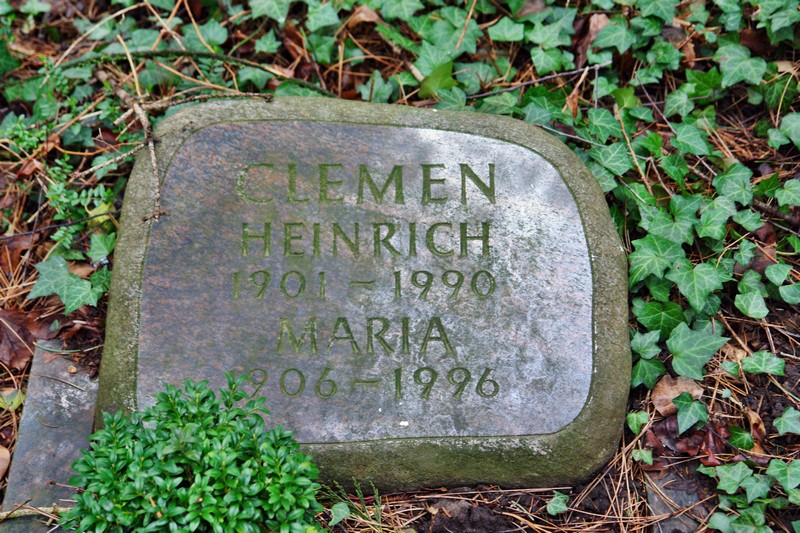 CLEMEN
HEINRICH
1901 – 1990
MARIA
1906 – 1996